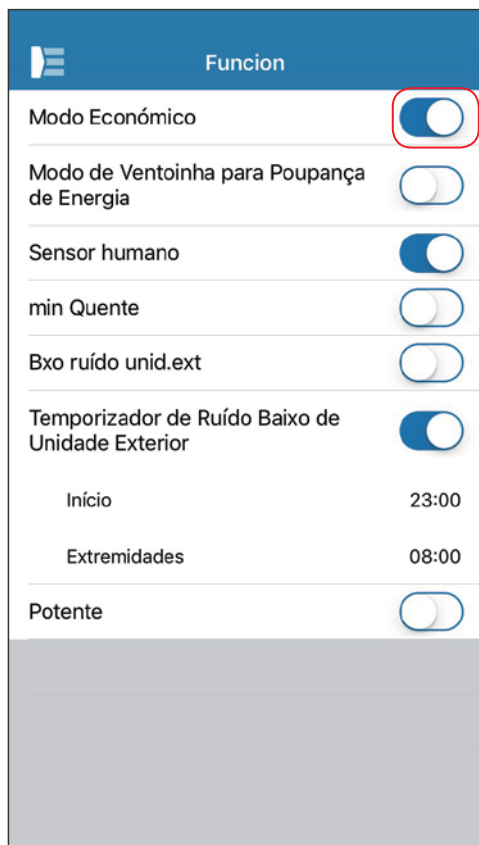 Funcion
Modo Económico
Modo de Ventoinha para Poupança
de Energia
Sensor humano
min Quente
Bxo ruído unid.ext
Temporizador de Ruído Baixo de
Unidade Exterior
Início 23:00
Extremidades 08:00
Potente